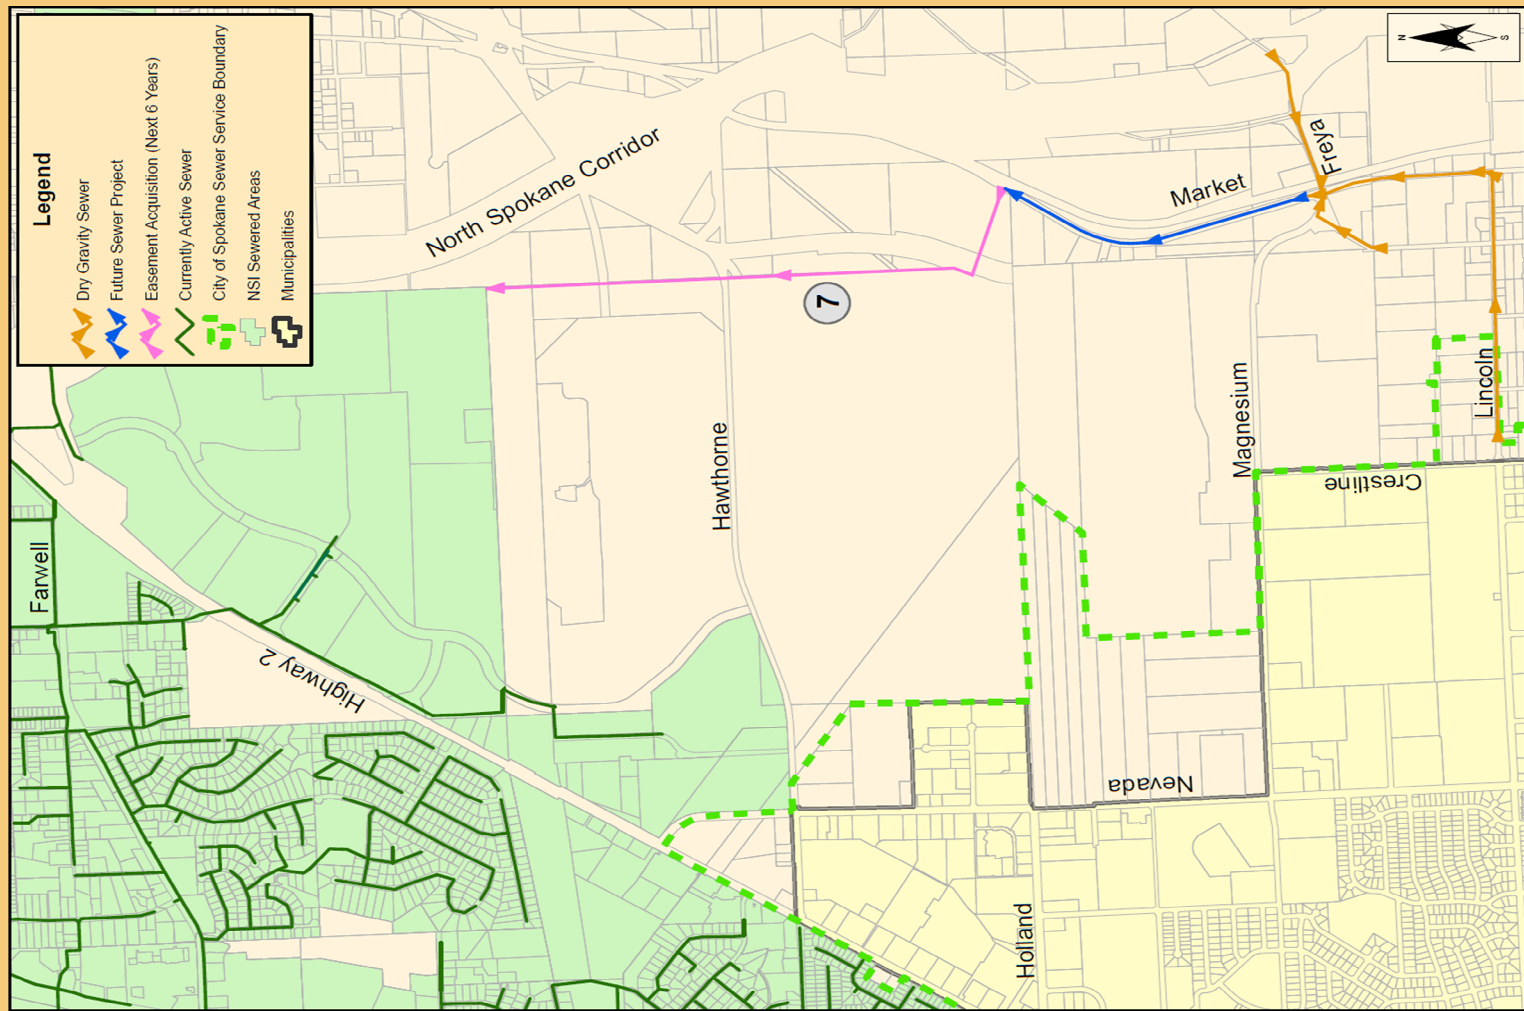 Legend
Dry Gravity Sewer
Future Sewer Project
Easement Acquisition (Next 6 Years)
Currently Active Sewer
City of Spokane Sewer Service Boundary
NSI Sewered Areas
Municipalities
N
S
North Spokane Corridor
Market
Freya
7
Hawthorne
Magnesium
Lincoln
Crestline
Farwell
Highway 2
Nevada
Holland